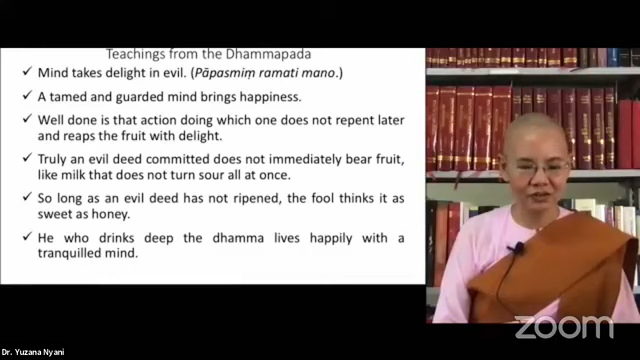 Teachings from the Dhammapada
✓ Mind takes delight in evil. (Pāpasmiṃ ramati mano.)
✓ A tamed and guarded mind brings happiness.
✓ Well done is that action doing which one does not repent later
and reaps the fruit with delight.
✓ Truly an evil deed committed does not immediately bear fruit,
like milk that does not turn sour all at once.
✓ So long as an evil deed has not ripened, the fool thinks it as
sweet as honey.
✓ He who drinks deep the dhamma lives happily with a
tranquilled mind.
zoom
Dr. Yuzana Nyani